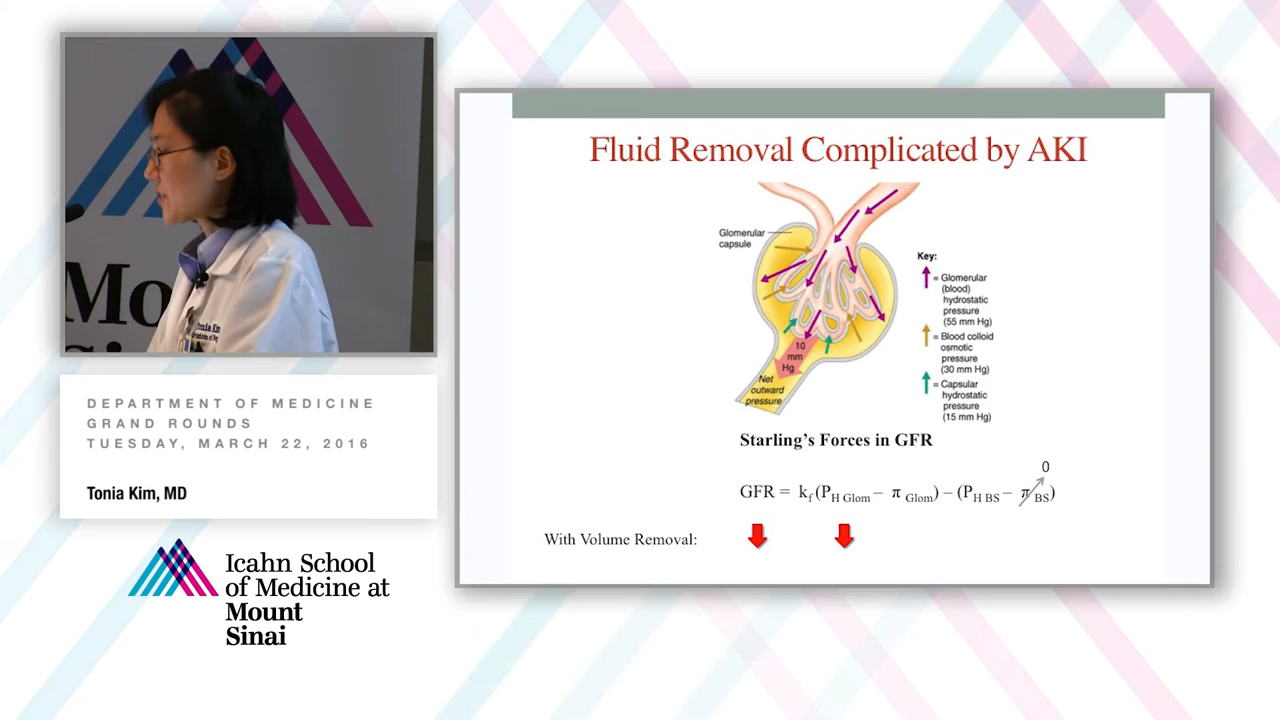 Mo
Tonia Kim
DEPARTMENT OF MEDICINE
GRAND ROUNDS
TUESDAY, MARCH 22, 2016
Tonia Kim, MD
Icahn School
of Medicine at
Mount
Sinai
Fluid Removal Complicated by AKI
Glomerular
capsule
10
mm
Hg
Net
outward
pressure
Key:
= Glomerular
(blood)
hydrostatic
pressure
(55 mm Hg)
= Blood colloid
osmotic
pressure
(30 mm Hg)
= Capsular
hydrostatic
pressure
(15 mm Hg)
Starling's Forces in GFR
0
GFR = kf (PH Glom – π Glom) – (PH BS – π BS)
With Volume Removal: